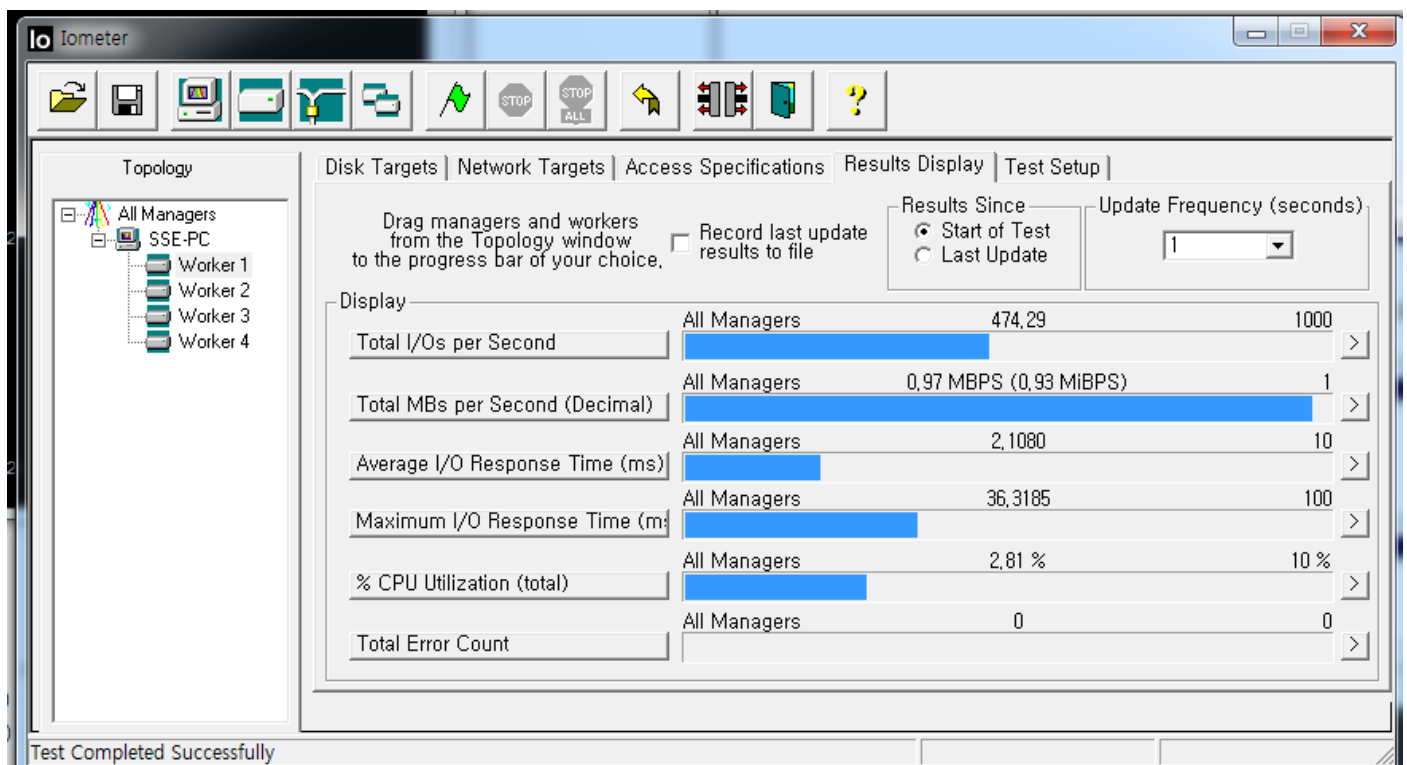 Io Iometer
STOP
STOP
ALL
Topology
All Managers
SSE-PC
Worker 1
Worker 2
Worker 3
Worker 4
Disk Targets
Network Targets
Access Specifications
Results Display
Test Setup
Drag managers and workers
from the Topology window
to the progress bar of your choice.
Record last update
results to file
Results Since
Start of Test
Last Update
Update Frequency (seconds)
1
Display
All Managers 474,29 1000
Total I/Os per Second >
All Managers 0,97 MBPS (0,93 MiBPS) 1
Total MBs per Second (Decimal) >
All Managers 2,1080 10
Average I/O Response Time (ms) >
All Managers 36,3185 100
Maximum I/O Response Time (m >
All Managers 2,81 % 10 %
% CPU Utilization (total) >
All Managers 0 0
Total Error Count >
Test Completed Successfully